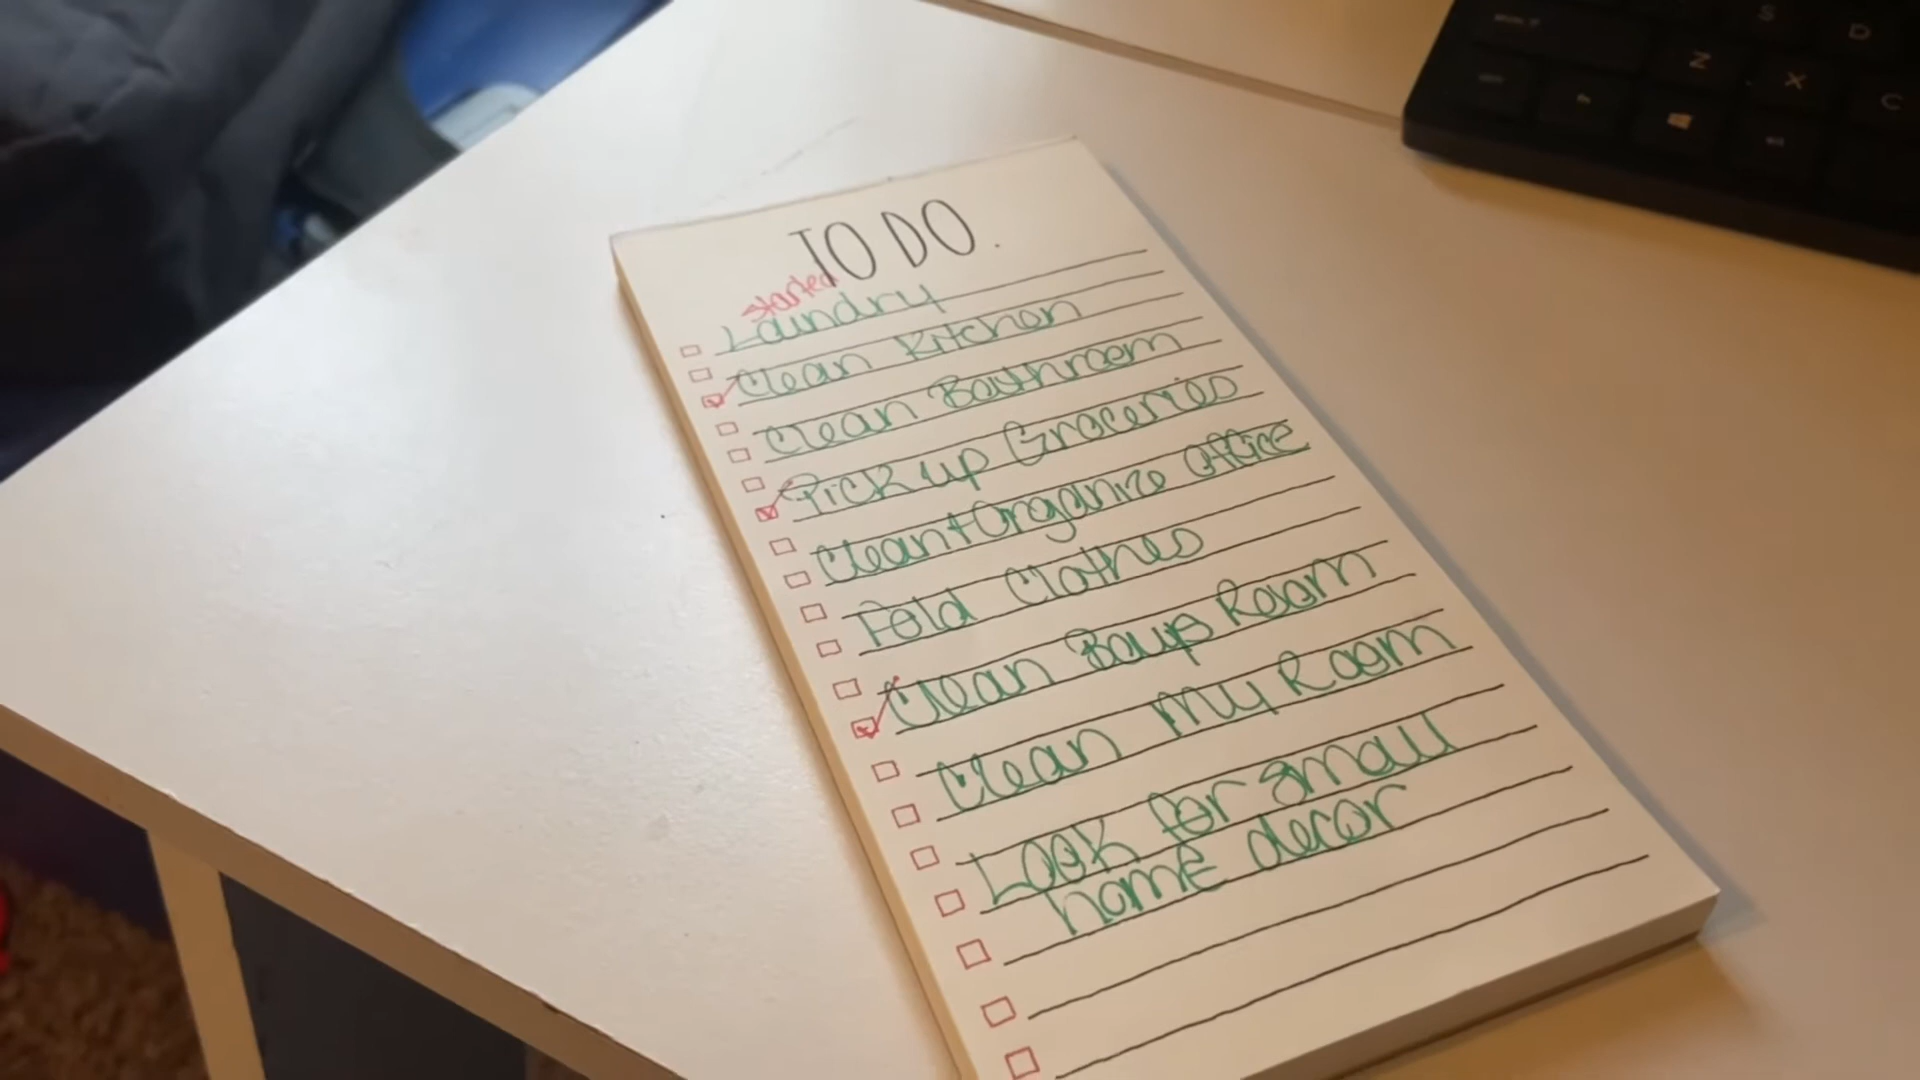 TO DO.
started
Laundry
Clean Kitchen
Clean Bathroom
Pick up Groceries
Clean + Organize office
Fold Clothes
Clean Boys Room
Clean My Room
Look for small
home decor
S D
Z X C